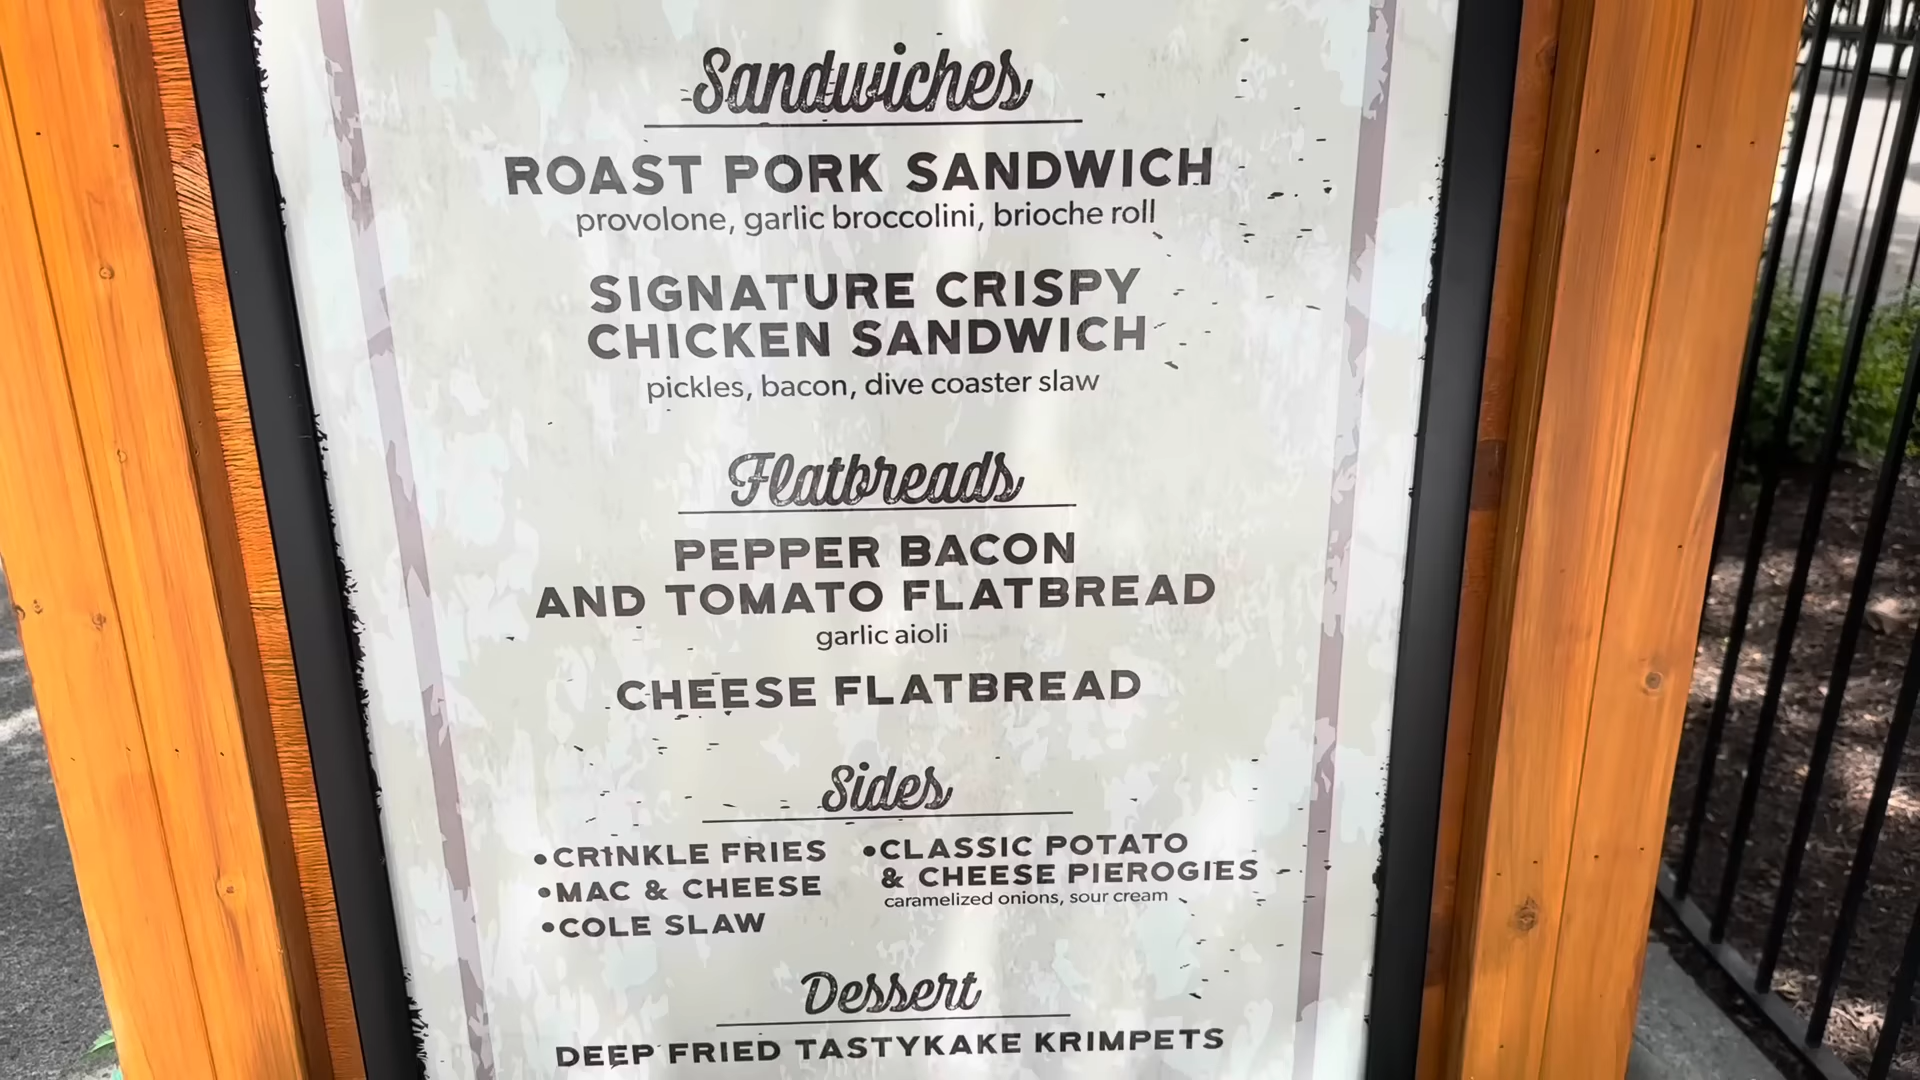 Sandwiches
ROAST PORK SANDWICH
provolone, garlic broccolini, brioche roll
SIGNATURE CRISPY
CHICKEN SANDWICH
pickles, bacon, dive coaster slaw
Flatbreads
PEPPER BACON
AND TOMATO FLATBREAD
garlic aioli
CHEESE FLATBREAD
Sides
•CRINKLE FRIES
•MAC & CHEESE
•COLE SLAW
•CLASSIC POTATO
& CHEESE PIEROGIES
caramelized onions, sour cream
Dessert
DEEP FRIED TASTYKAKE KRIMPETS